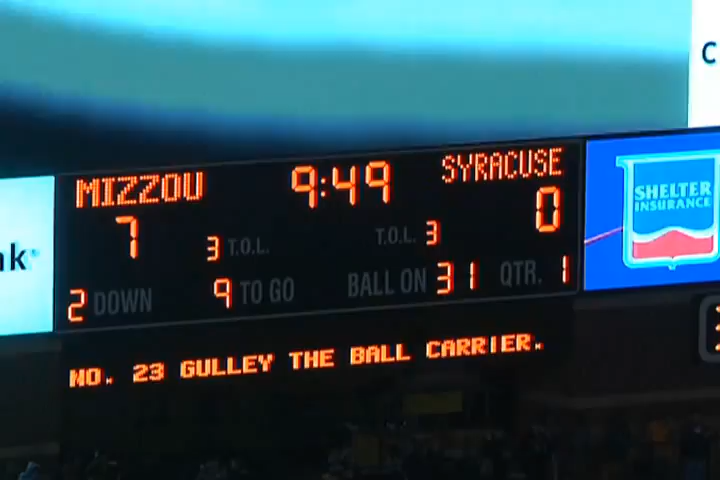 C
MIZZOU 9:49 SYRACUSE
7 3 T.O.L. T.O.L. 3 0
2 DOWN 9 TO GO BALL ON 31 QTR. 1
NO. 23 GULLEY THE BALL CARRIER.
SHELTER
INSURANCE
nk